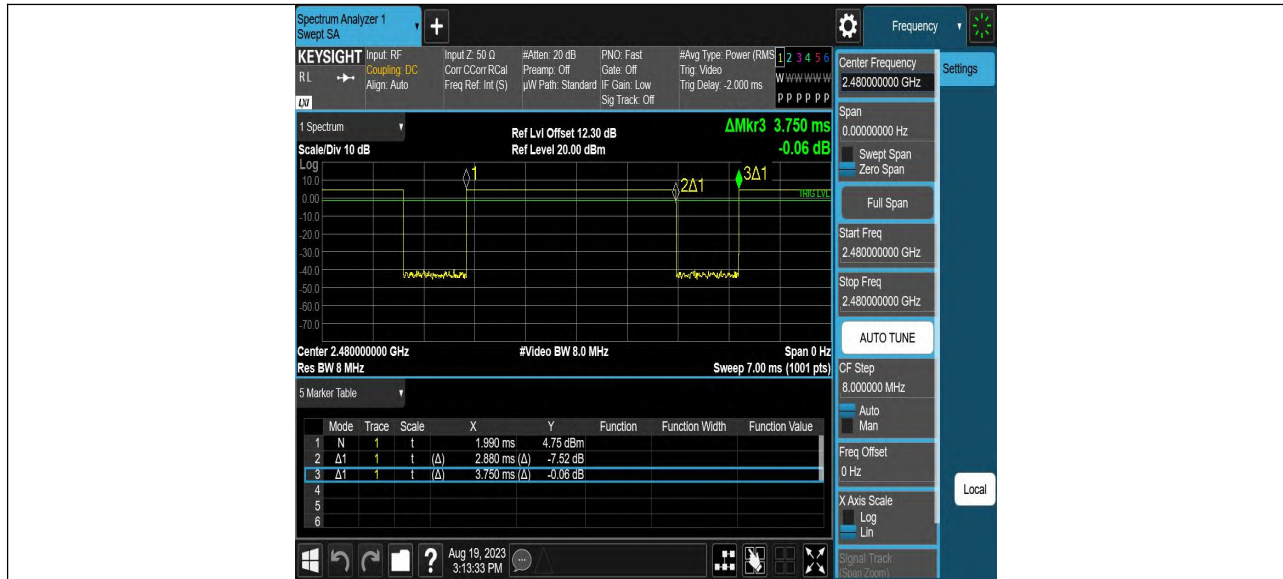 Spectrum Analyzer 1
Swept SA
+
Frequency
KEYSIGHT Input: RF Input Z: 50 Ω #Atten: 20 dB PNO: Fast #Avg Type: Power (RMS 1 2 3 4 5 6
R L Coupling: DC Corr CCorr RCal Preamp: Off Gate: Off Trig: Video W W W W W W
Align: Auto Freq Ref: Int (S) µW Path: Standard IF Gain: Low Trig Delay: -2.000 ms
Sig Track: Off P P P P P P
LXI
1 Spectrum
Ref Lvl Offset 12.30 dB ΔMkr3 3.750 ms
Scale/Div 10 dB Ref Level 20.00 dBm -0.06 dB
Log
10.0
0.00
-10.0
-20.0
-30.0
-40.0
-50.0
-60.0
-70.0
1
2Δ1
3Δ1
TRIG LVL
Center 2.480000000 GHz #Video BW 8.0 MHz Span 0 Hz
Res BW 8 MHz Sweep 7.00 ms (1001 pts)
5 Marker Table
Mode Trace Scale X Y Function Function Width Function Value
1 N 1 t 1.990 ms 4.75 dBm
2 Δ1 1 t (Δ) 2.880 ms (Δ) -7.52 dB
3 Δ1 1 t (Δ) 3.750 ms (Δ) -0.06 dB
4
5
6
?
Aug 19, 2023
3:13:33 PM
Center Frequency
2.480000000 GHz
Span
0.00000000 Hz
Swept Span
Zero Span
Full Span
Start Freq
2.480000000 GHz
Stop Freq
2.480000000 GHz
AUTO TUNE
CF Step
8.000000 MHz
Auto
Man
Freq Offset
0 Hz
X Axis Scale
Log
Lin
Signal Track
(Span Zoom)
Settings
Local